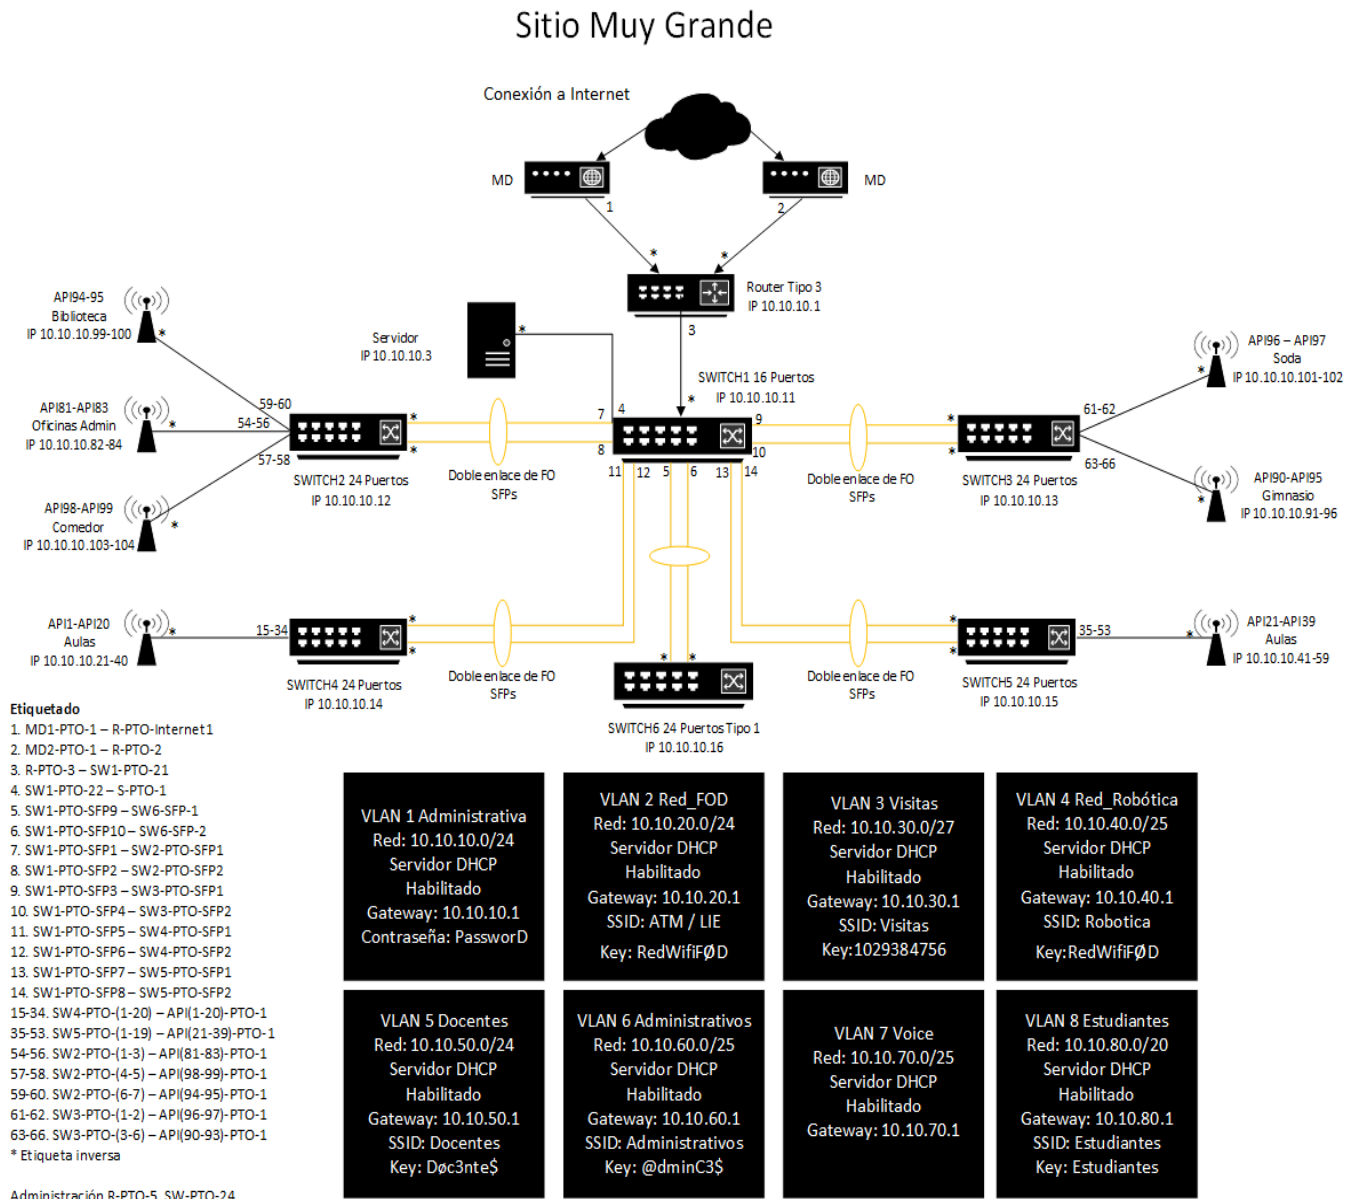 Sitio Muy Grande
Conexión a Internet
MD
MD
1
2
*
*
Router Tipo 3
IP 10.10.10.1
3
Servidor
IP 10.10.10.3
*
SWITCH1 16 Puertos
IP 10.10.10.11
*
API94-95
Biblioteca
IP 10.10.10.99-100
*
API81-API83
Oficinas Admin
IP 10.10.10.82-84
*
API98-API99
Comedor
IP 10.10.10.103-104
*
59-60
54-56
57-58
SWITCH2 24 Puertos
IP 10.10.10.12
*
*
Doble enlace de FO
SFPs
7
4
8
9
10
11
12
5
6
13
14
Doble enlace de FO
SFPs
*
*
SWITCH3 24 Puertos
IP 10.10.10.13
61-62
63-66
*
API96 – API97
Soda
IP 10.10.10.101-102
*
API90-API95
Gimnasio
IP 10.10.10.91-96
API1-API20
Aulas
IP 10.10.10.21-40
*
15-34
SWITCH4 24 Puertos
IP 10.10.10.14
*
*
Doble enlace de FO
SFPs
*
*
SWITCH6 24 Puertos Tipo 1
IP 10.10.10.16
Doble enlace de FO
SFPs
*
*
SWITCH5 24 Puertos
IP 10.10.10.15
35-53
*
API21-API39
Aulas
IP 10.10.10.41-59
Etiquetado
1. MD1-PTO-1 – R-PTO-Internet1
2. MD2-PTO-1 – R-PTO-2
3. R-PTO-3 – SW1-PTO-21
4. SW1-PTO-22 – S-PTO-1
5. SW1-PTO-SFP9 – SW6-SFP-1
6. SW1-PTO-SFP10 – SW6-SFP-2
7. SW1-PTO-SFP1 – SW2-PTO-SFP1
8. SW1-PTO-SFP2 – SW2-PTO-SFP2
9. SW1-PTO-SFP3 – SW3-PTO-SFP1
10. SW1-PTO-SFP4 – SW3-PTO-SFP2
11. SW1-PTO-SFP5 – SW4-PTO-SFP1
12. SW1-PTO-SFP6 – SW4-PTO-SFP2
13. SW1-PTO-SFP7 – SW5-PTO-SFP1
14. SW1-PTO-SFP8 – SW5-PTO-SFP2
15-34. SW4-PTO-(1-20) – API(1-20)-PTO-1
35-53. SW5-PTO-(1-19) – API(21-39)-PTO-1
54-56. SW2-PTO-(1-3) – API(81-83)-PTO-1
57-58. SW2-PTO-(4-5) – API(98-99)-PTO-1
59-60. SW2-PTO-(6-7) – API(94-95)-PTO-1
61-62. SW3-PTO-(1-2) – API(96-97)-PTO-1
63-66. SW3-PTO-(3-6) – API(90-93)-PTO-1
* Etiqueta inversa
Administración R-PTO-5, SW-PTO-24
VLAN 1 Administrativa
Red: 10.10.10.0/24
Servidor DHCP
Habilitado
Gateway: 10.10.10.1
Contraseña: PassworD
VLAN 2 Red_FOD
Red: 10.10.20.0/24
Servidor DHCP
Habilitado
Gateway: 10.10.20.1
SSID: ATM / LIE
Key: RedWifiFØD
VLAN 3 Visitas
Red: 10.10.30.0/27
Servidor DHCP
Habilitado
Gateway: 10.10.30.1
SSID: Visitas
Key:1029384756
VLAN 4 Red_Robótica
Red: 10.10.40.0/25
Servidor DHCP
Habilitado
Gateway: 10.10.40.1
SSID: Robotica
Key:RedWifiFØD
VLAN 5 Docentes
Red: 10.10.50.0/24
Servidor DHCP
Habilitado
Gateway: 10.10.50.1
SSID: Docentes
Key: Døc3nte$
VLAN 6 Administrativos
Red: 10.10.60.0/25
Servidor DHCP
Habilitado
Gateway: 10.10.60.1
SSID: Administrativos
Key: @dminC3$
VLAN 7 Voice
Red: 10.10.70.0/25
Servidor DHCP
Habilitado
Gateway: 10.10.70.1
VLAN 8 Estudiantes
Red: 10.10.80.0/20
Servidor DHCP
Habilitado
Gateway: 10.10.80.1
SSID: Estudiantes
Key: Estudiantes